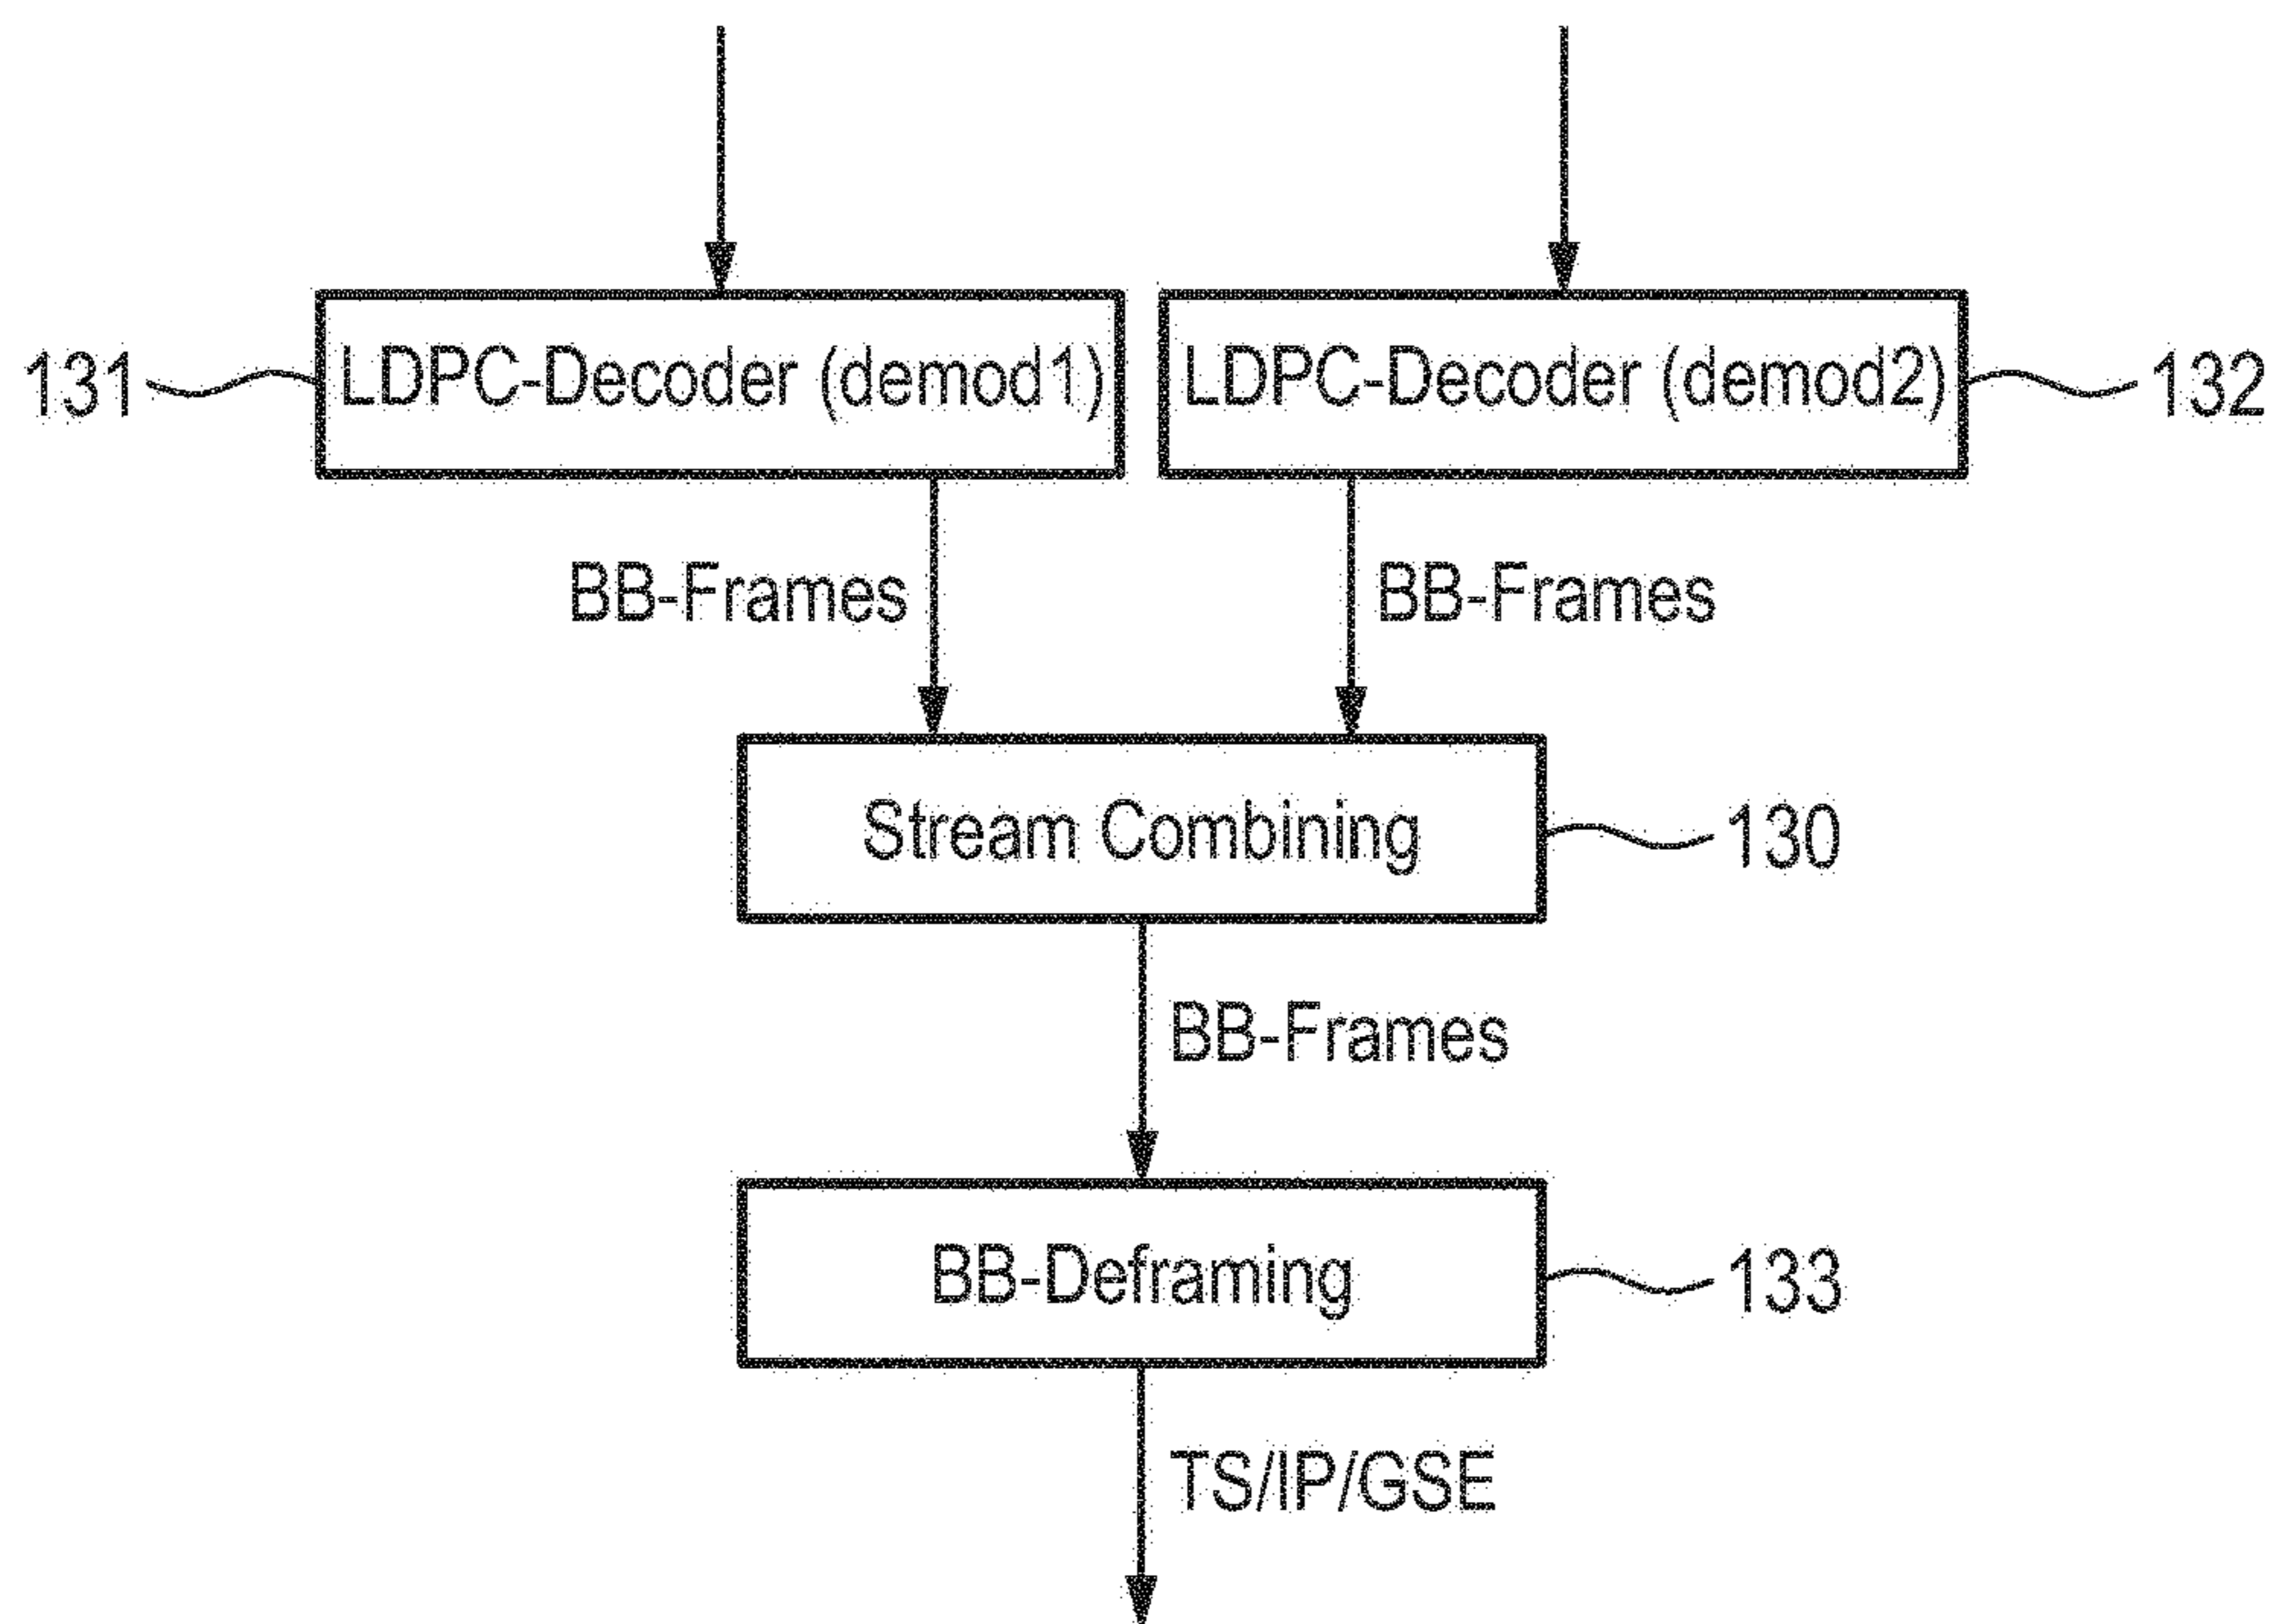 131
LDPC-Decoder (demod1)
LDPC-Decoder (demod2)
132
BB-Frames
BB-Frames
Stream Combining
130
BB-Frames
BB-Deframing
133
TS/IP/GSE